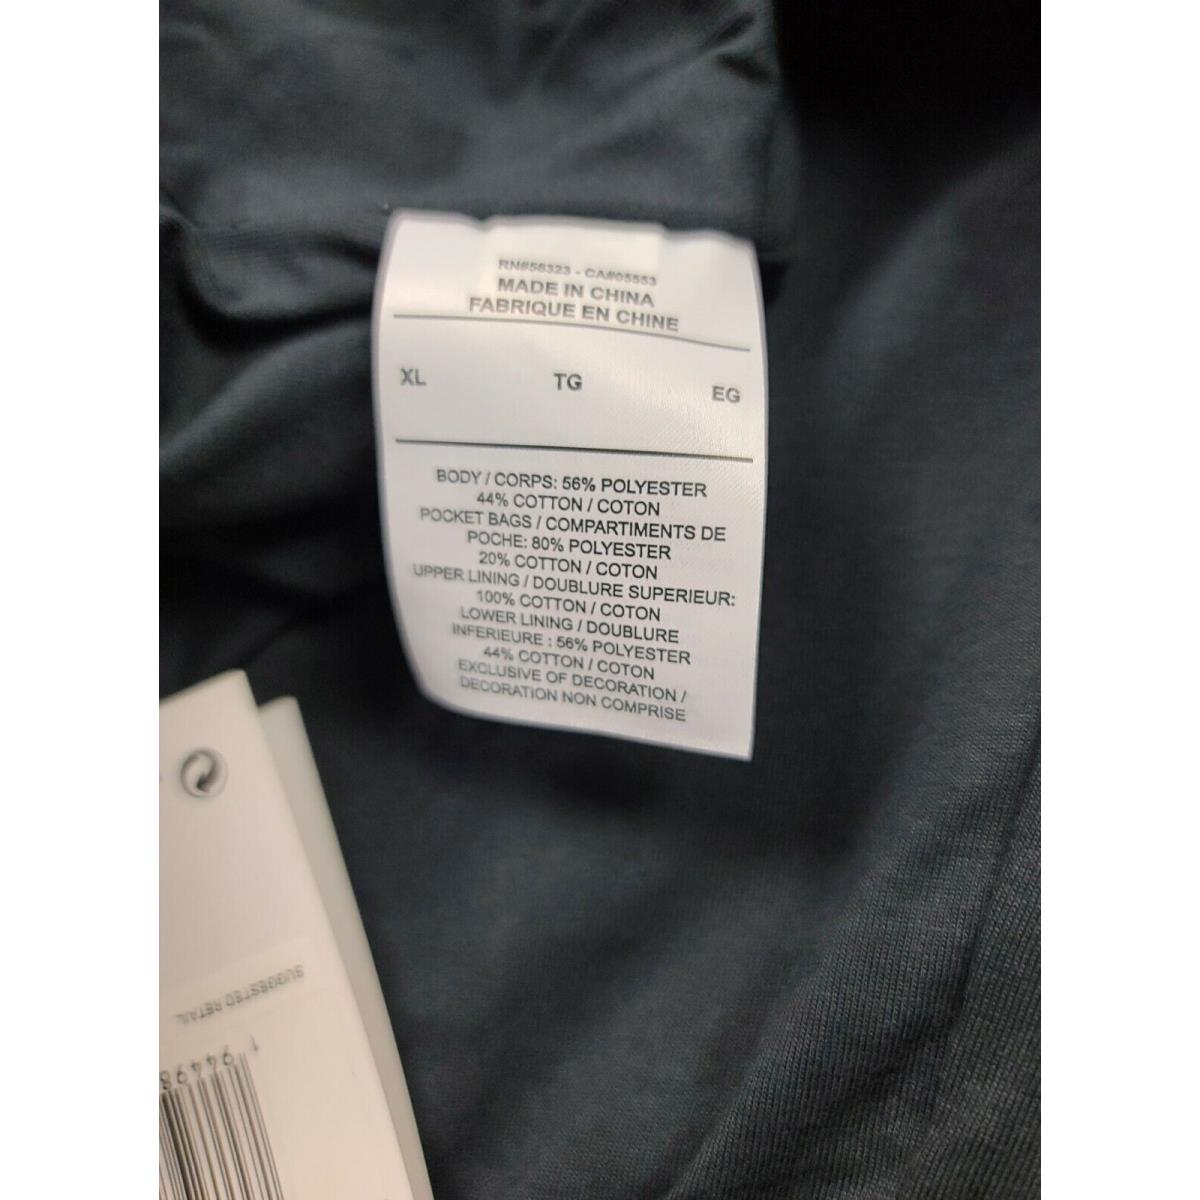 RN#56323 - CA#05553
MADE IN CHINA
FABRIQUE EN CHINE
XL TG EG
BODY / CORPS: 56% POLYESTER
44% COTTON / COTON
POCKET BAGS / COMPARTIMENTS DE
POCHE: 80% POLYESTER
20% COTTON / COTON
UPPER LINING / DOUBLURE SUPERIEUR:
100% COTTON / COTON
LOWER LINING / DOUBLURE
INFERIEURE : 56% POLYESTER
44% COTTON / COTON
EXCLUSIVE OF DECORATION /
DECORATION NON COMPRISE
SUGGESTED RETAIL
1 94498